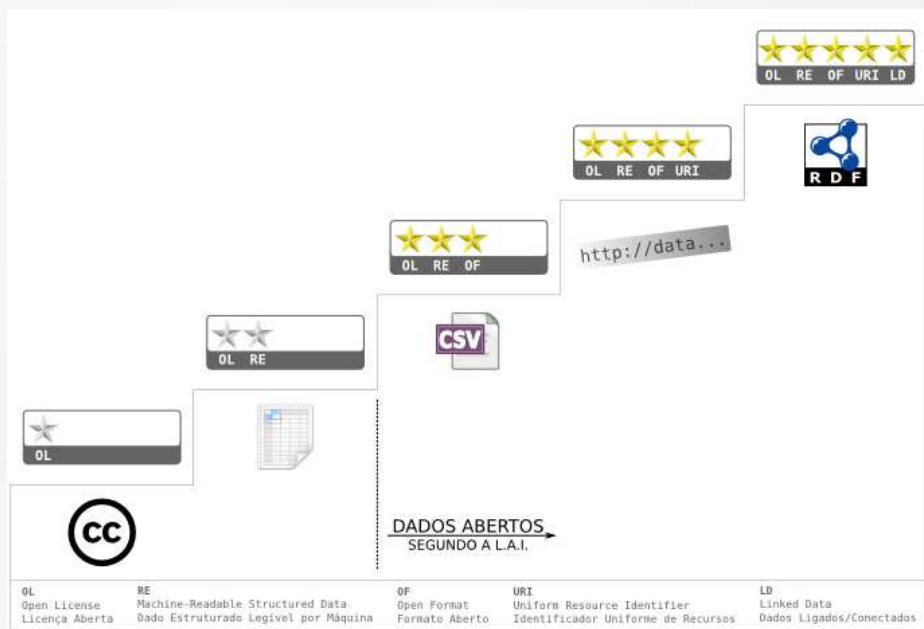 OL RE OF URI LD
OL RE OF URI
RDF
http://data...
OL RE OF
CSV
OL RE
OL
CC
DADOS ABERTOS
SEGUNDO A L.A.I.
OL
Open License
Licença Aberta
RE
Machine-Readable Structured Data
Dado Estruturado Legível por Máquina
OF
Open Format
Formato Aberto
URI
Uniform Resource Identifier
Identificador Uniforme de Recursos
LD
Linked Data
Dados Ligados/Conectados